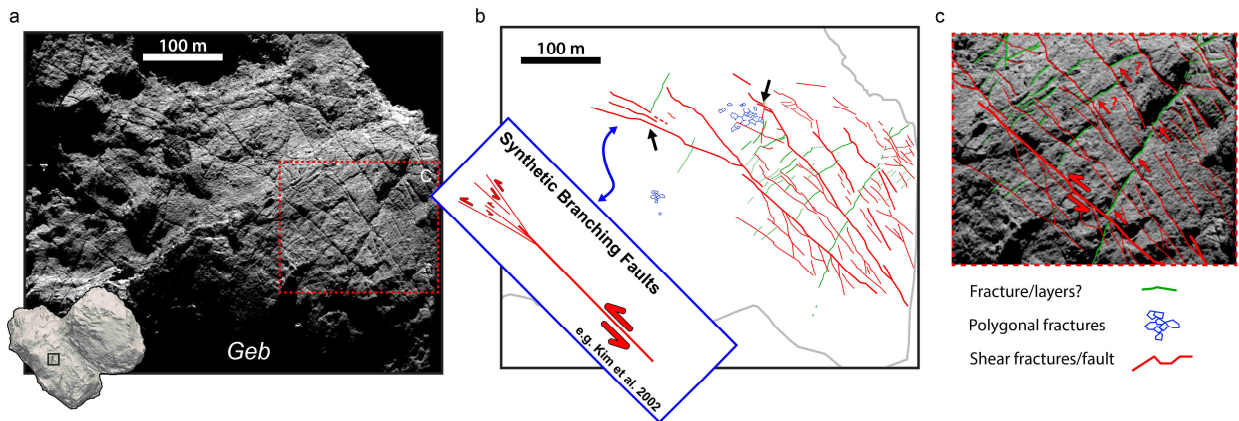 a
100 m
C
Geb
b
100 m
Synthetic Branching Faults
e.g. Kim et al. 2002
c
?
?
Fracture/layers?
Polygonal fractures
Shear fractures/fault